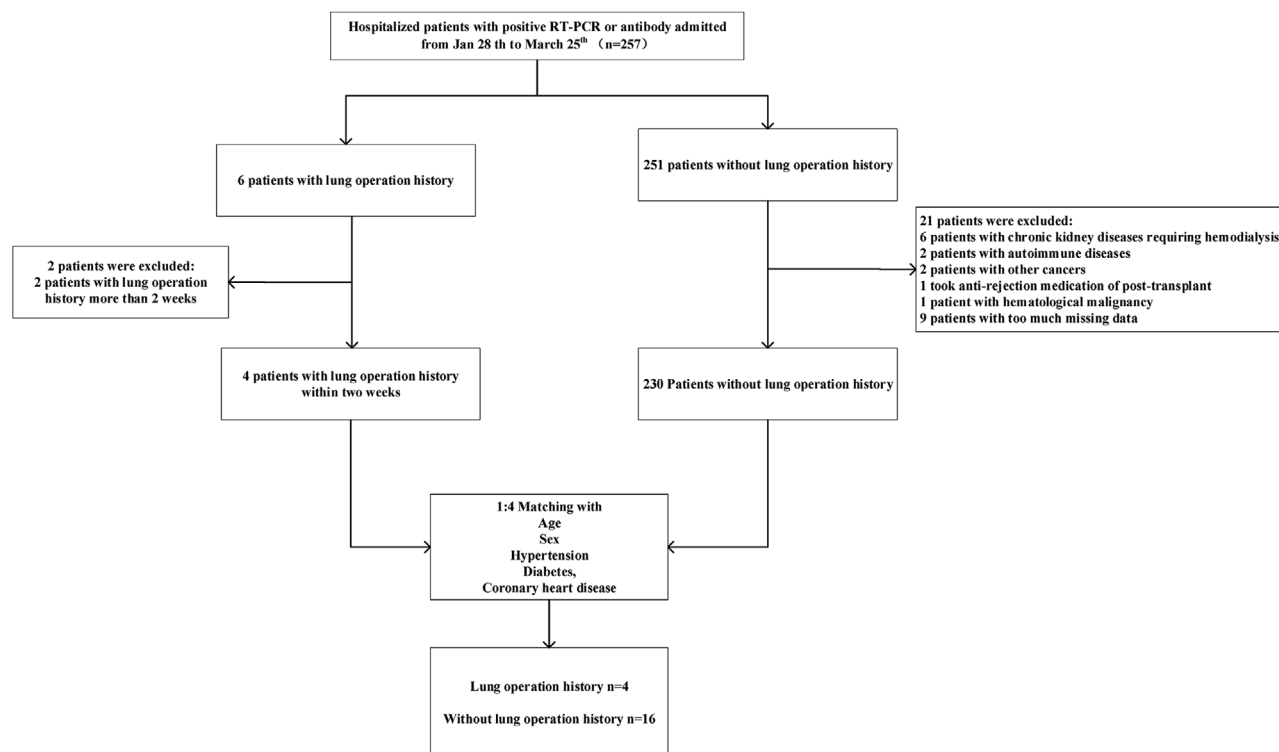 Hospitalized patients with positive RT-PCR or antibody admitted
from Jan 28 th to March 25th （n=257）
6 patients with lung operation history
251 patients without lung operation history
2 patients were excluded:
2 patients with lung operation
history more than 2 weeks
21 patients were excluded:
6 patients with chronic kidney diseases requiring hemodialysis
2 patients with autoimmune diseases
2 patients with other cancers
1 took anti-rejection medication of post-transplant
1 patient with hematological malignancy
9 patients with too much missing data
4 patients with lung operation history
within two weeks
230 Patients without lung operation history
1:4 Matching with
Age
Sex
Hypertension
Diabetes,
Coronary heart disease
Lung operation history n=4
Without lung operation history n=16